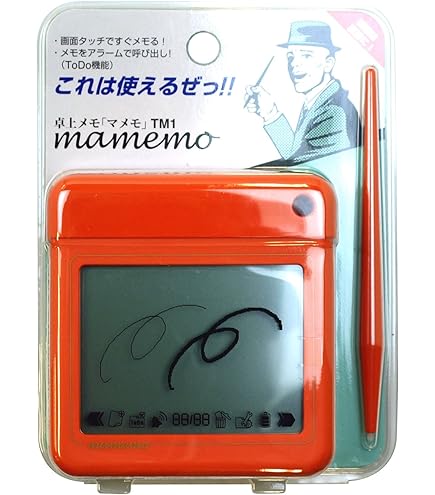 ・画面タッチですぐメモる！
・メモをアラームで呼び出し！
（ToDo機能）
これは使えるぜっ!!
卓上メモ「マメモ」TM1
mamemo
ToDo
88/88